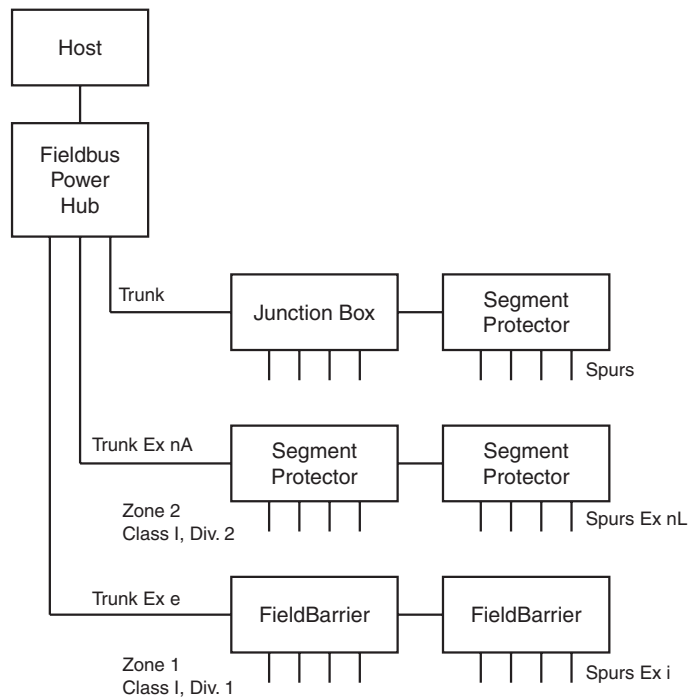 Host
Fieldbus
Power
Hub
Trunk
Junction Box
Segment
Protector
Spurs
Trunk Ex nA
Segment
Protector
Segment
Protector
Zone 2
Class I, Div. 2
Spurs Ex nL
Trunk Ex e
FieldBarrier
FieldBarrier
Zone 1
Class I, Div. 1
Spurs Ex i